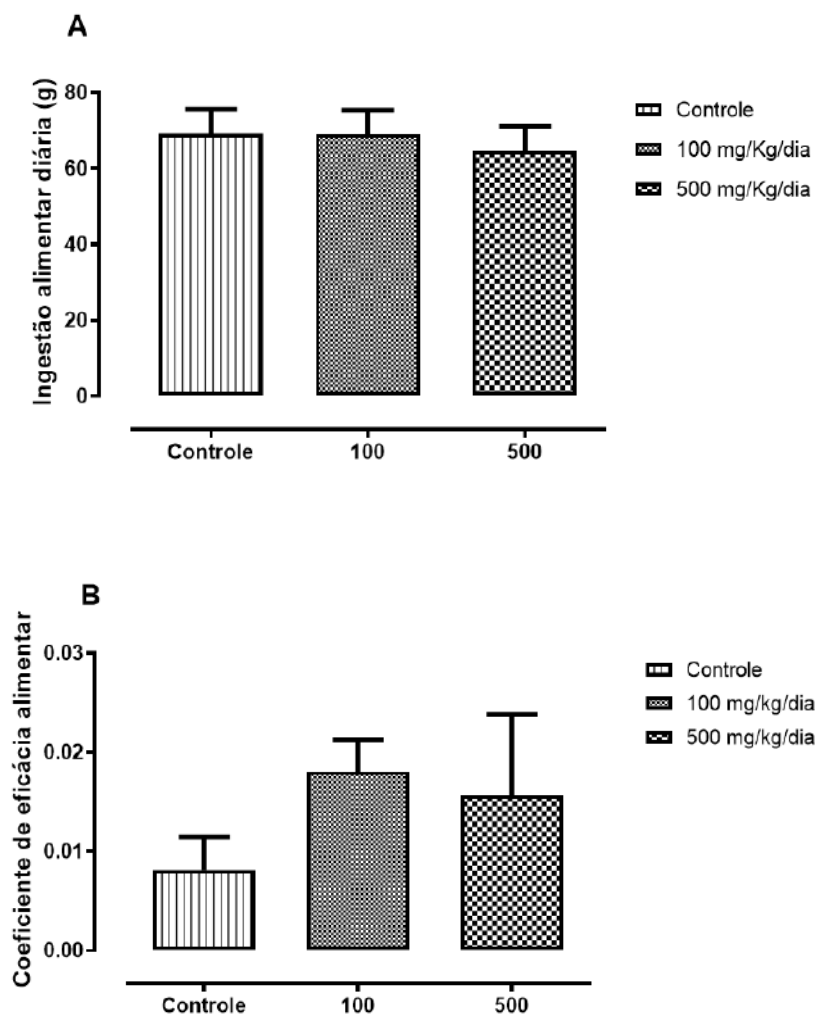 A
Ingestão alimentar diária (g)
80
60
40
20
0
Controle
100
500
Controle
100 mg/Kg/dia
500 mg/Kg/dia
B
Coeficiente de eficácia alimentar
0.03
0.02
0.01
0.00
Controle
100
500
Controle
100 mg/kg/dia
500 mg/kg/dia